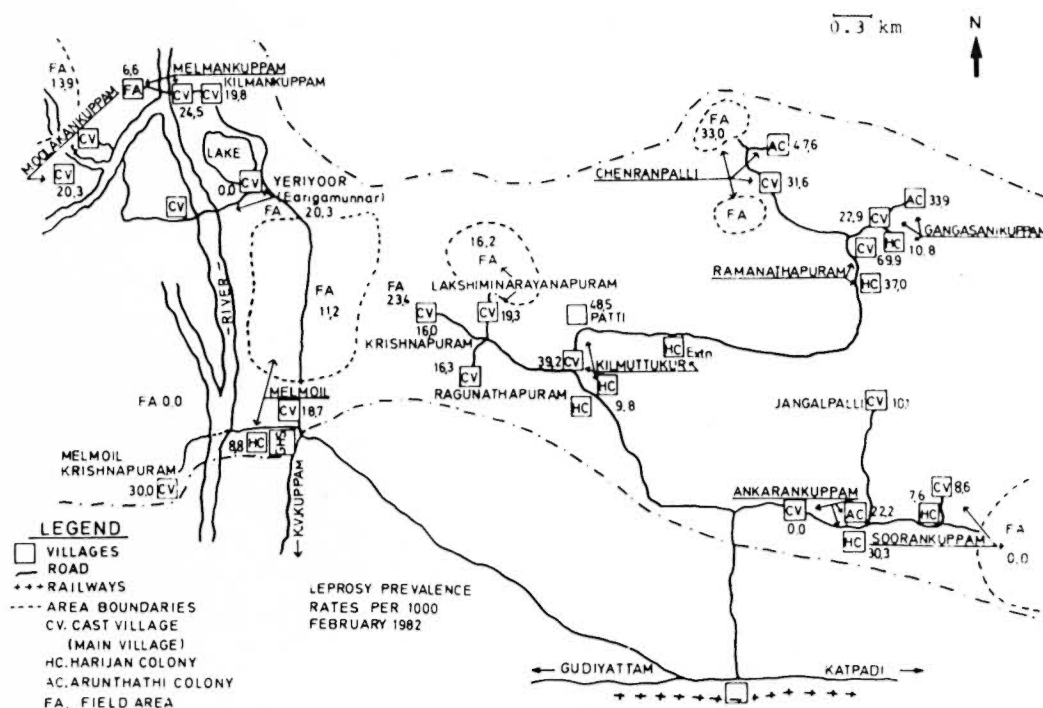 0.3 km
N
FA
13,9
6,6
MELMANKUPPAM
FA
KILMANKUPPAM
CV
CV
19,8
24,5
MOOLAKANKUPPAM
CV
CV
20,3
LAKE
0,0
CV
YERIYOOR
(Earigamunnar)
FA
20,3
CV
RIVER
FA
11,2
FA
33,0
AC
47,6
CHENRANPALLI
CV
31,6
FA
AC
33,9
22,9
CV
GANGASANIKUPPAM
HC
10,8
CV
69,9
RAMANATHAPURAM
HC
37,0
16,2
FA
LAKSHIMINARAYANAPURAM
FA
23,4
CV
16,0
CV
19,3
48,5
PATTI
KRISHNAPURAM
HC
Extn
16,3
CV
39,2
CV
KILMUTTUKUR
RAGUNATHAPURAM
HC
HC
9,8
MELMOIL
CV
18,7
FA 0,0
8,8
HC
GHS
MELMOIL
KRISHNAPURAM
30,0
CV
K.V.KUPPAM
JANGALPALLI
CV
10,1
ANKARANKUPPAM
CV
0,0
AC
22,2
7,6
HC
CV
8,6
HC
30,3
SOORANKUPPAM
FA
0,0
LEGEND
VILLAGES
ROAD
RAILWAYS
AREA BOUNDARIES
CV. CAST VILLAGE
(MAIN VILLAGE)
HC. HARIJAN COLONY
AC. ARUNTHATHI COLONY
FA. FIELD AREA
LEPROSY PREVALENCE
RATES PER 1000
FEBRUARY 1982
GUDIYATTAM
KATPADI